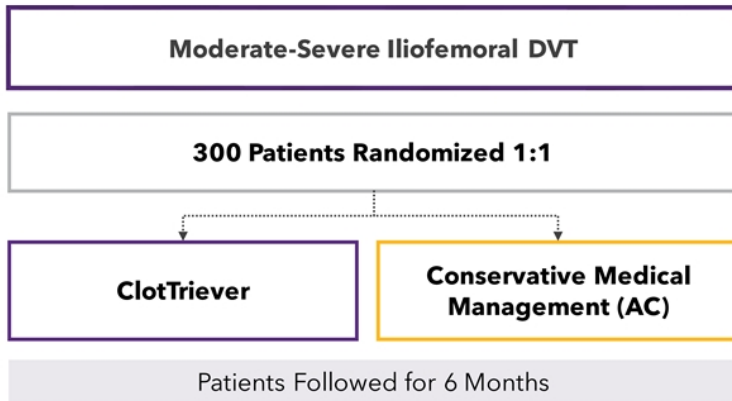 Moderate-Severe Iliofemoral DVT
300 Patients Randomized 1:1
ClotTriever
Conservative Medical
Management (AC)
Patients Followed for 6 Months